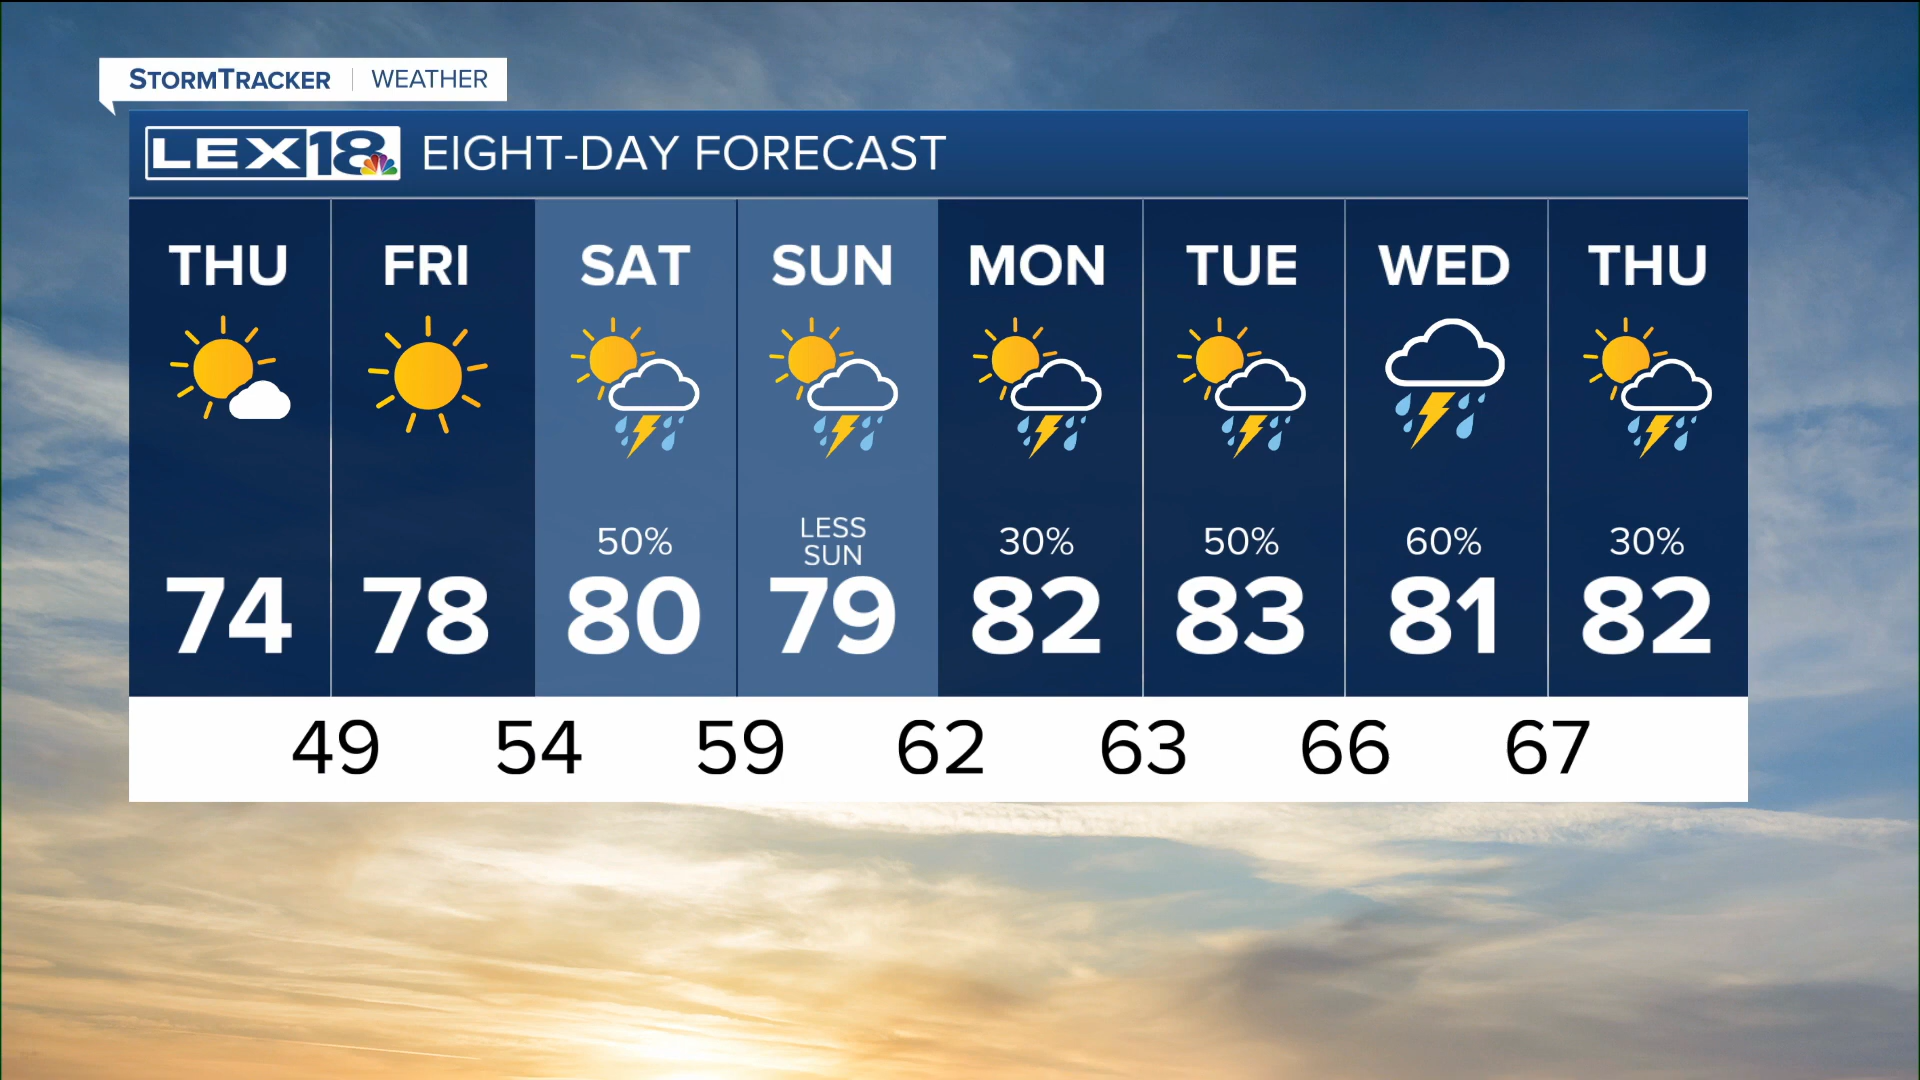 STORMTRACKER | WEATHER
LEX18 EIGHT-DAY FORECAST
THU FRI SAT SUN MON TUE WED THU
50% LESS SUN 30% 50% 60% 30%
74 78 80 79 82 83 81 82
49 54 59 62 63 66 67